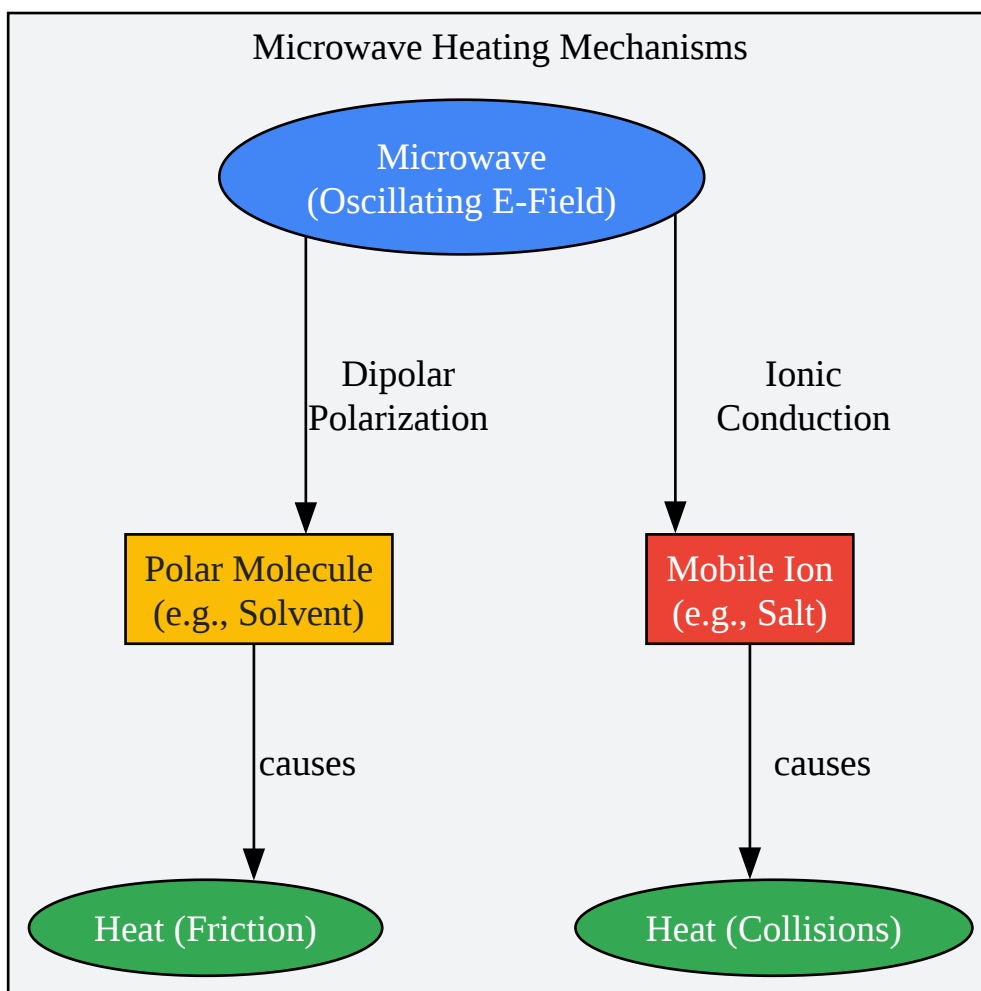 Microwave Heating Mechanisms
Microwave
(Oscillating E-Field)
Dipolar
Polarization
Ionic
Conduction
Polar Molecule
(e.g., Solvent)
Mobile Ion
(e.g., Salt)
causes
causes
Heat (Friction)
Heat (Collisions)